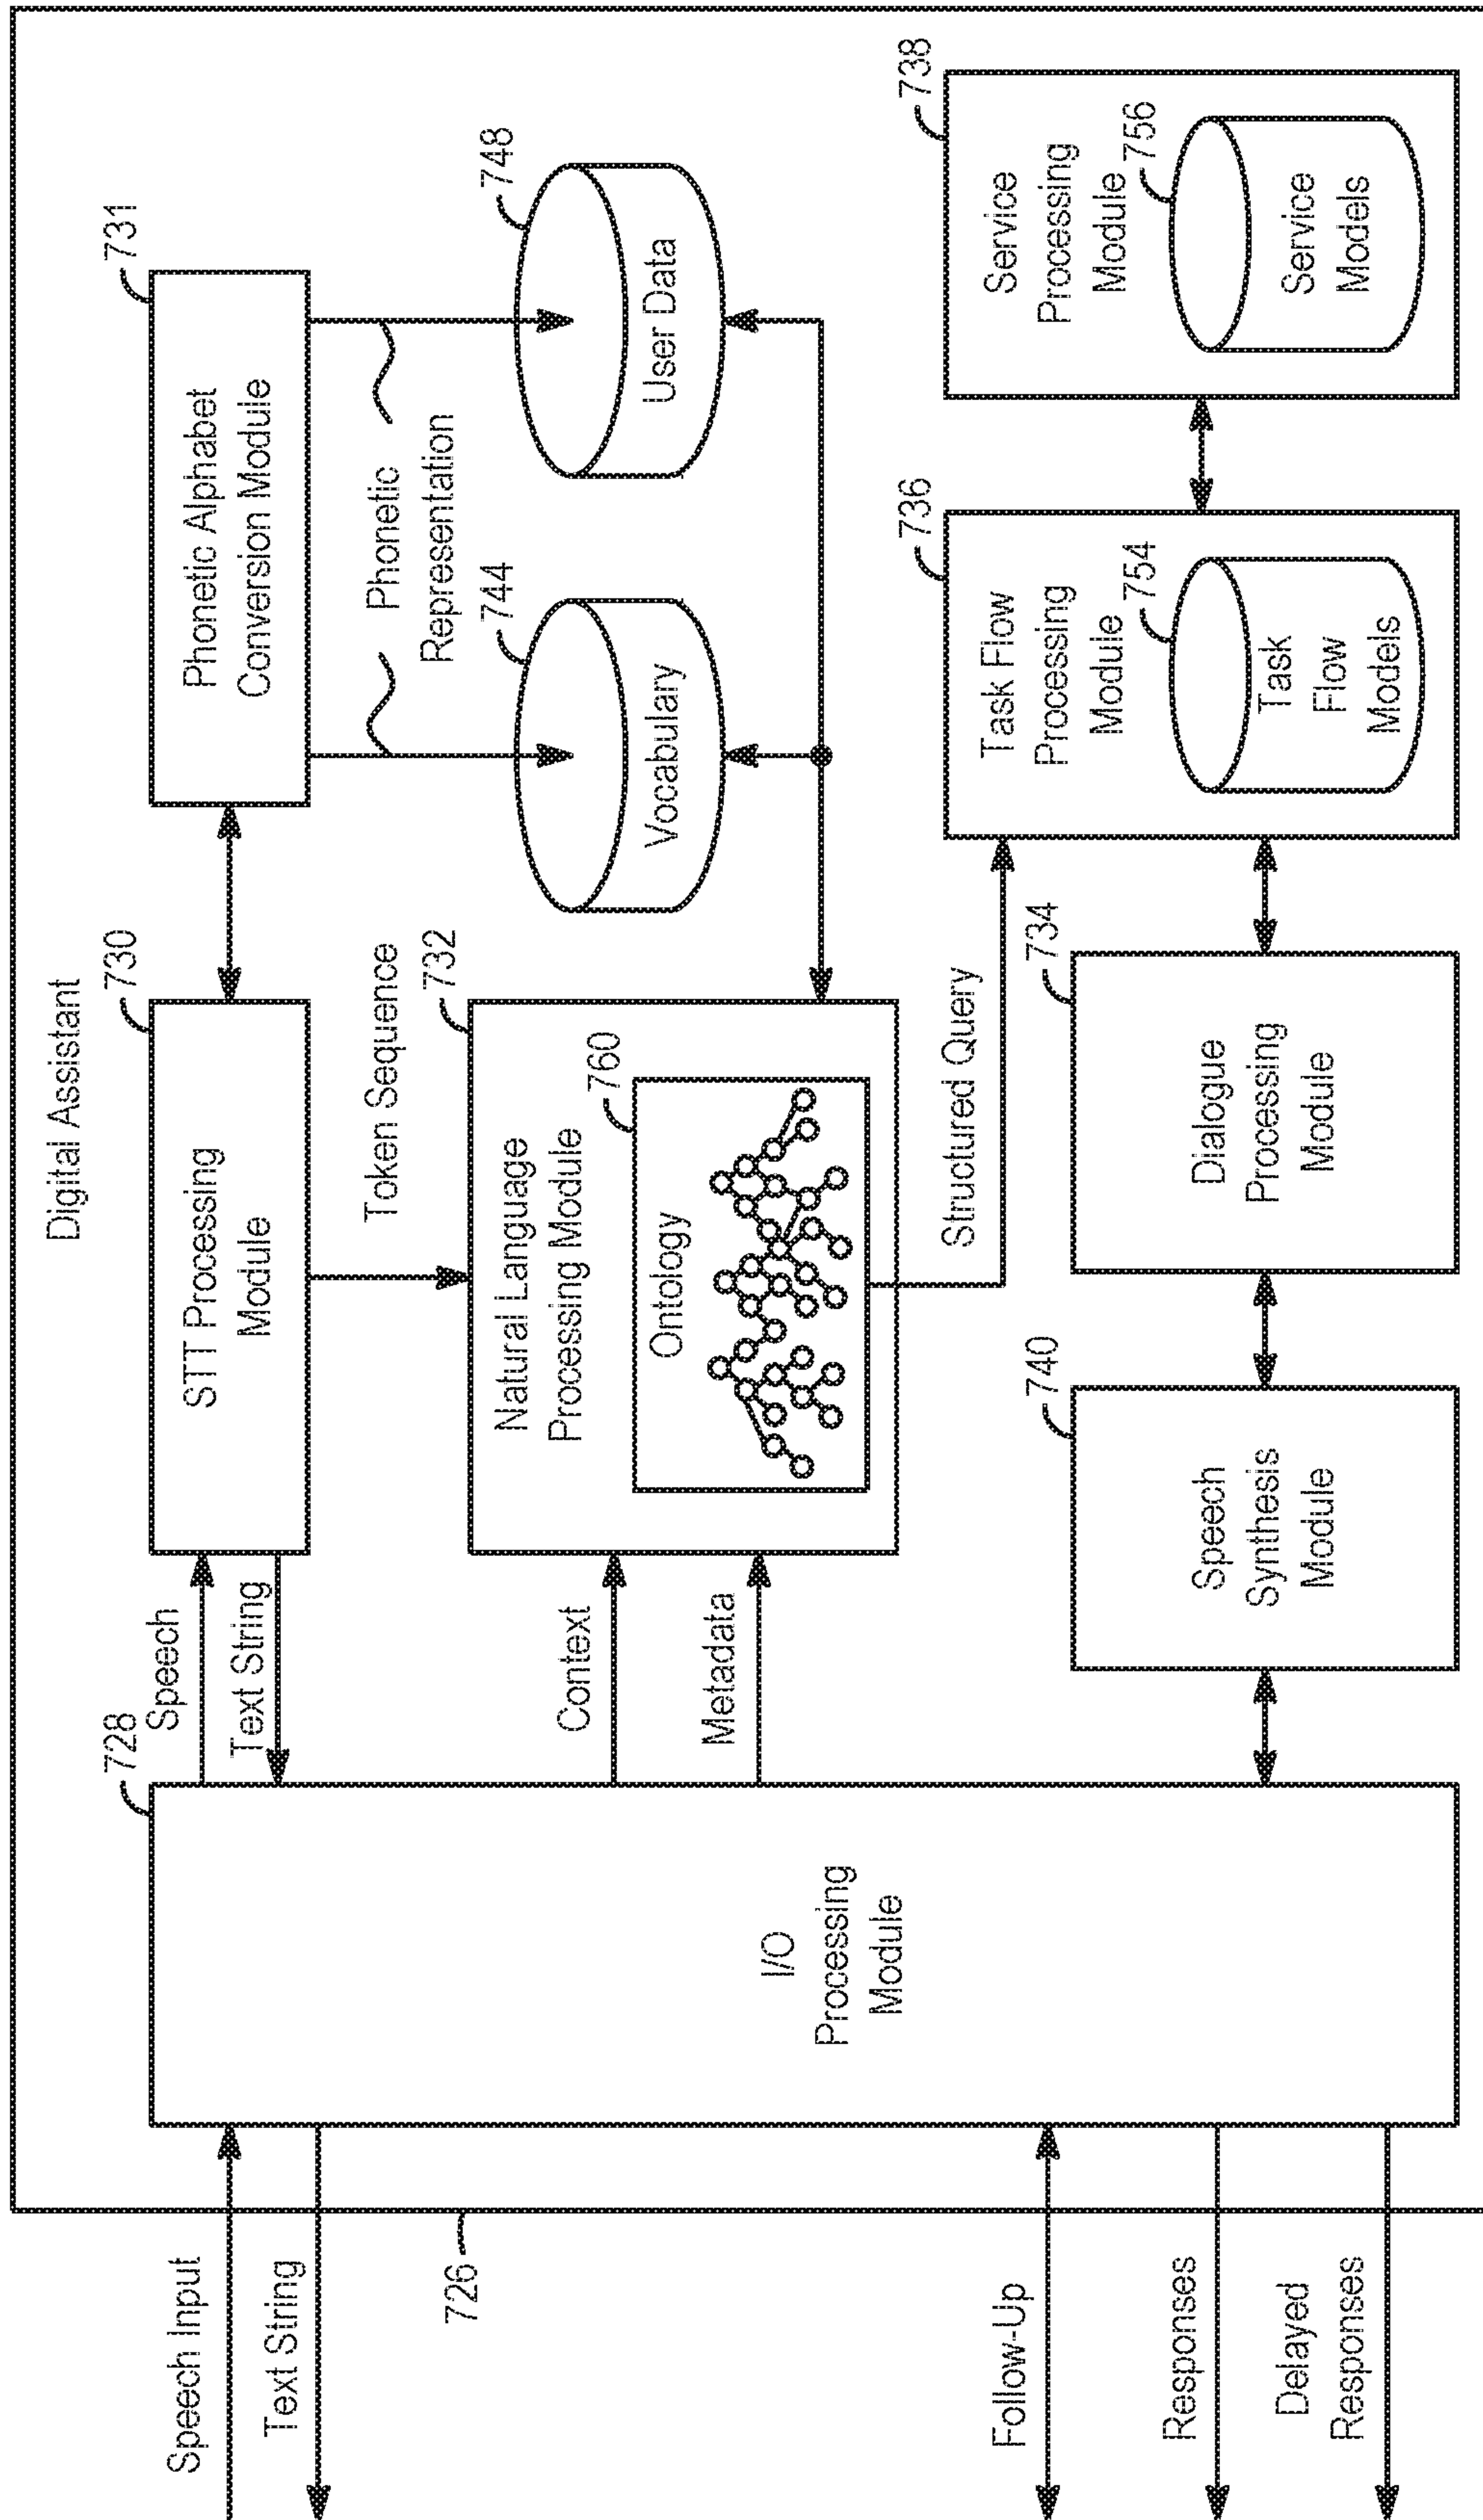 Digital Assistant
Speech Input
Text String
726
728
I/O
Processing
Module
Speech
Text String
730
STT Processing
Module
731
Phonetic Alphabet
Conversion Module
Phonetic
Representation
Token Sequence
744
Vocabulary
748
User Data
Context
Metadata
732
Natural Language
Processing Module
760
Ontology
Structured Query
Follow-Up
Responses
Delayed
Responses
740
Speech
Synthesis
Module
734
Dialogue
Processing
Module
736
Task Flow
Processing
Module
754
Task
Flow
Models
738
Service
Processing
Module
756
Service
Models